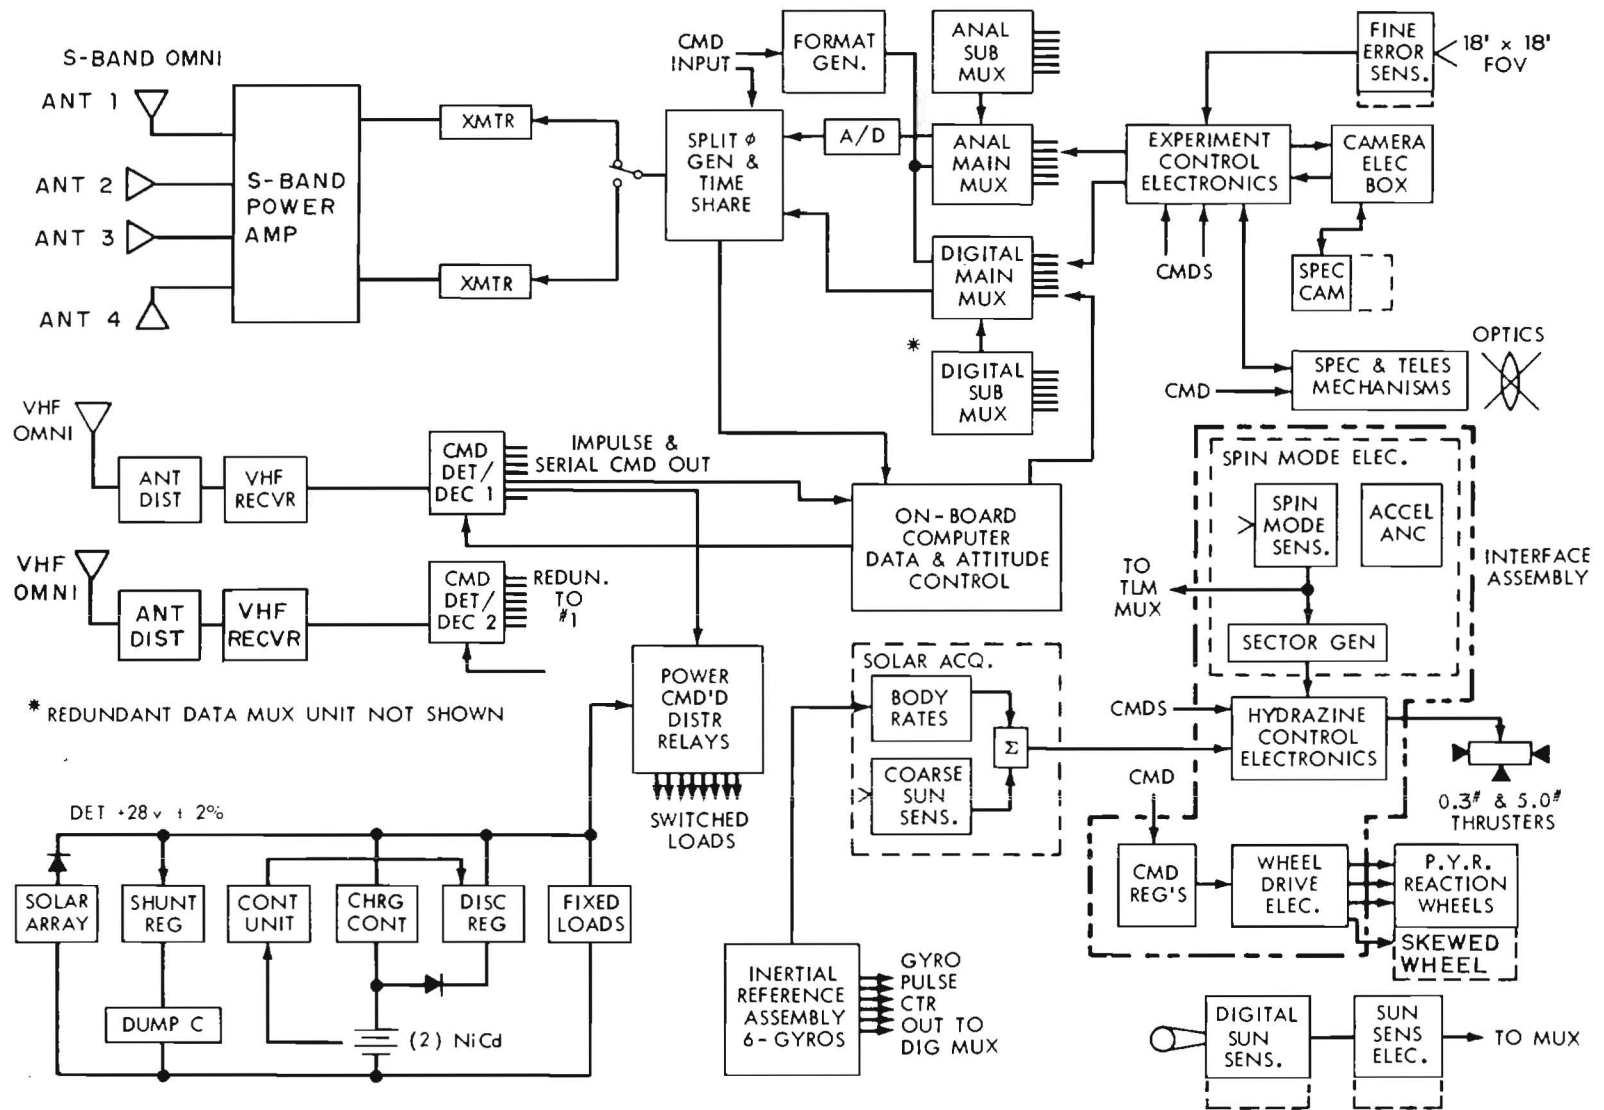 S-BAND OMNI
ANT 1
ANT 2
ANT 3
ANT 4
S-BAND
POWER
AMP
XMTR
XMTR
CMD
INPUT
FORMAT
GEN.
SPLIT ϕ
GEN &
TIME
SHARE
A/D
ANAL
SUB
MUX
ANAL
MAIN
MUX
DIGITAL
MAIN
MUX
*
DIGITAL
SUB
MUX
FINE
ERROR
SENS.
18' x 18'
FOV
EXPERIMENT
CONTROL
ELECTRONICS
CAMERA
ELEC
BOX
CMDS
SPEC
CAM
OPTICS
SPEC & TELES
MECHANISMS
CMD
VHF
OMNI
ANT
DIST
VHF
RECVR
CMD
DET/
DEC 1
IMPULSE &
SERIAL CMD OUT
VHF
OMNI
ANT
DIST
VHF
RECVR
CMD
DET/
DEC 2
REDUN.
TO
#1
ON-BOARD
COMPUTER
DATA & ATTITUDE
CONTROL
SPIN MODE ELEC.
SPIN
MODE
SENS.
ACCEL
ANC
INTERFACE
ASSEMBLY
TO
TLM
MUX
SECTOR GEN
* REDUNDANT DATA MUX UNIT NOT SHOWN
POWER
CMD'D
DISTR
RELAYS
SWITCHED
LOADS
SOLAR ACQ.
BODY
RATES
Σ
COARSE
SUN
SENS.
CMDS
HYDRAZINE
CONTROL
ELECTRONICS
0.3# & 5.0#
THRUSTERS
CMD
CMD
REG'S
WHEEL
DRIVE
ELEC.
P.Y.R.
REACTION
WHEELS
SKEWED
WHEEL
DET +28v ± 2%
SOLAR
ARRAY
SHUNT
REG
CONT
UNIT
CHRG
CONT
DISC
REG
FIXED
LOADS
DUMP C
(2) NiCd
INERTIAL
REFERENCE
ASSEMBLY
6-GYROS
GYRO
PULSE
CTR
OUT TO
DIG MUX
DIGITAL
SUN
SENS.
SUN
SENS
ELEC.
TO MUX